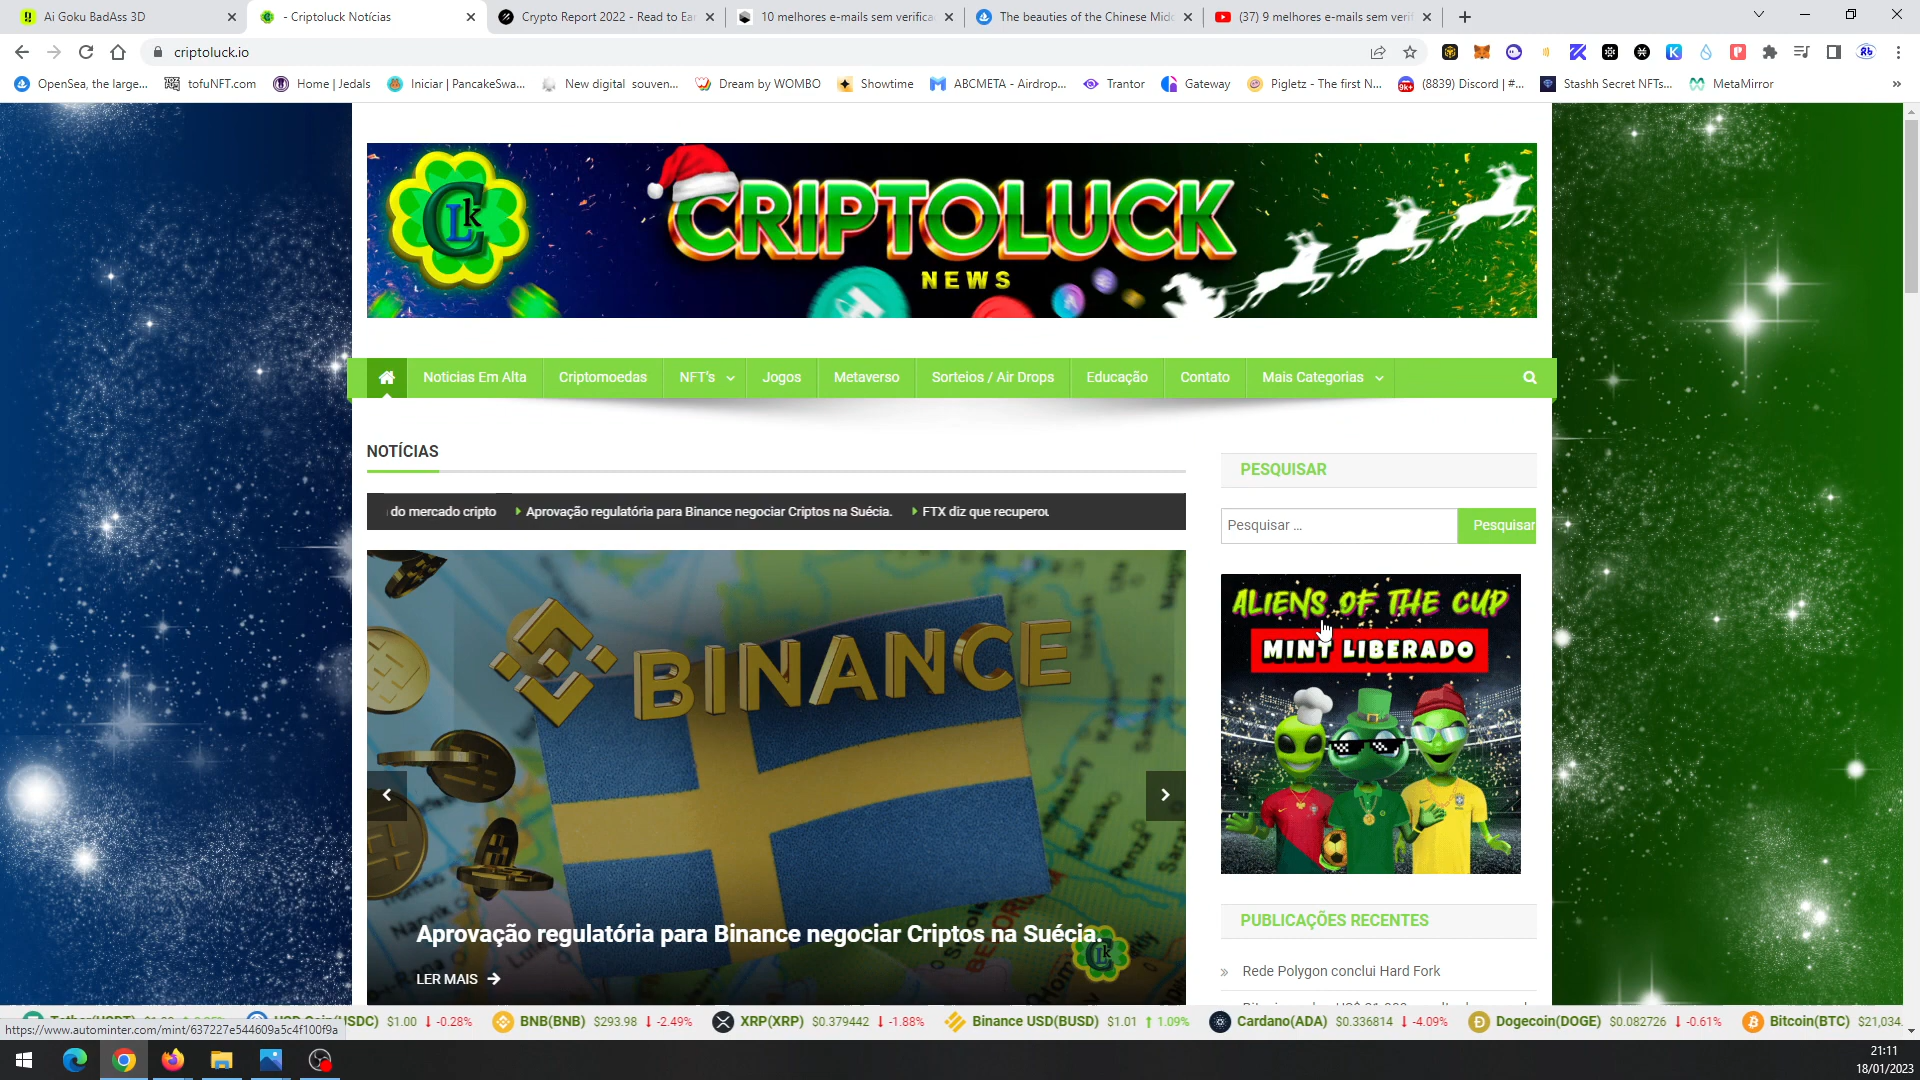 Ai Goku BadAss 3D
- Criptoluck Notícias
Crypto Report 2022 - Read to Ea
10 melhores e-mails sem verifica
The beauties of the Chinese Mid
(37) 9 melhores e-mails sem veri
criptoluck.io
OpenSea, the large...
tofuNFT.com
Home | Jedals
Iniciar | PancakeSwa...
New digital souven...
Dream by WOMBO
Showtime
ABCMETA - Airdrop...
Trantor
Gateway
Pigletz - The first N...
(8839) Discord | #...
Stashh Secret NFTs...
MetaMirror
CLk
CRIPTOLUCK
NEWS
Noticias Em Alta
Criptomoedas
NFT's
Jogos
Metaverso
Sorteios / Air Drops
Educação
Contato
Mais Categorias
NOTÍCIAS
do mercado cripto
Aprovação regulatória para Binance negociar Criptos na Suécia.
FTX diz que recuperou
BINANCE
Aprovação regulatória para Binance negociar Criptos na Suécia.
LER MAIS
PESQUISAR
Pesquisar ...
Pesquisar
ALIENS OF THE CUP
MINT LIBERADO
PUBLICAÇÕES RECENTES
Rede Polygon conclui Hard Fork
$1.00 -0.28%
BNB(BNB) $293.98 -2.49%
XRP(XRP) $0.379442 -1.88%
Binance USD(BUSD) $1.01 1.09%
Cardano(ADA) $0.336814 -4.09%
Dogecoin(DOGE) $0.082726 -0.61%
Bitcoin(BTC) $21,034.
https://www.autominter.com/mint/637227e544609a5c4f100f9a
21:11
18/01/2023